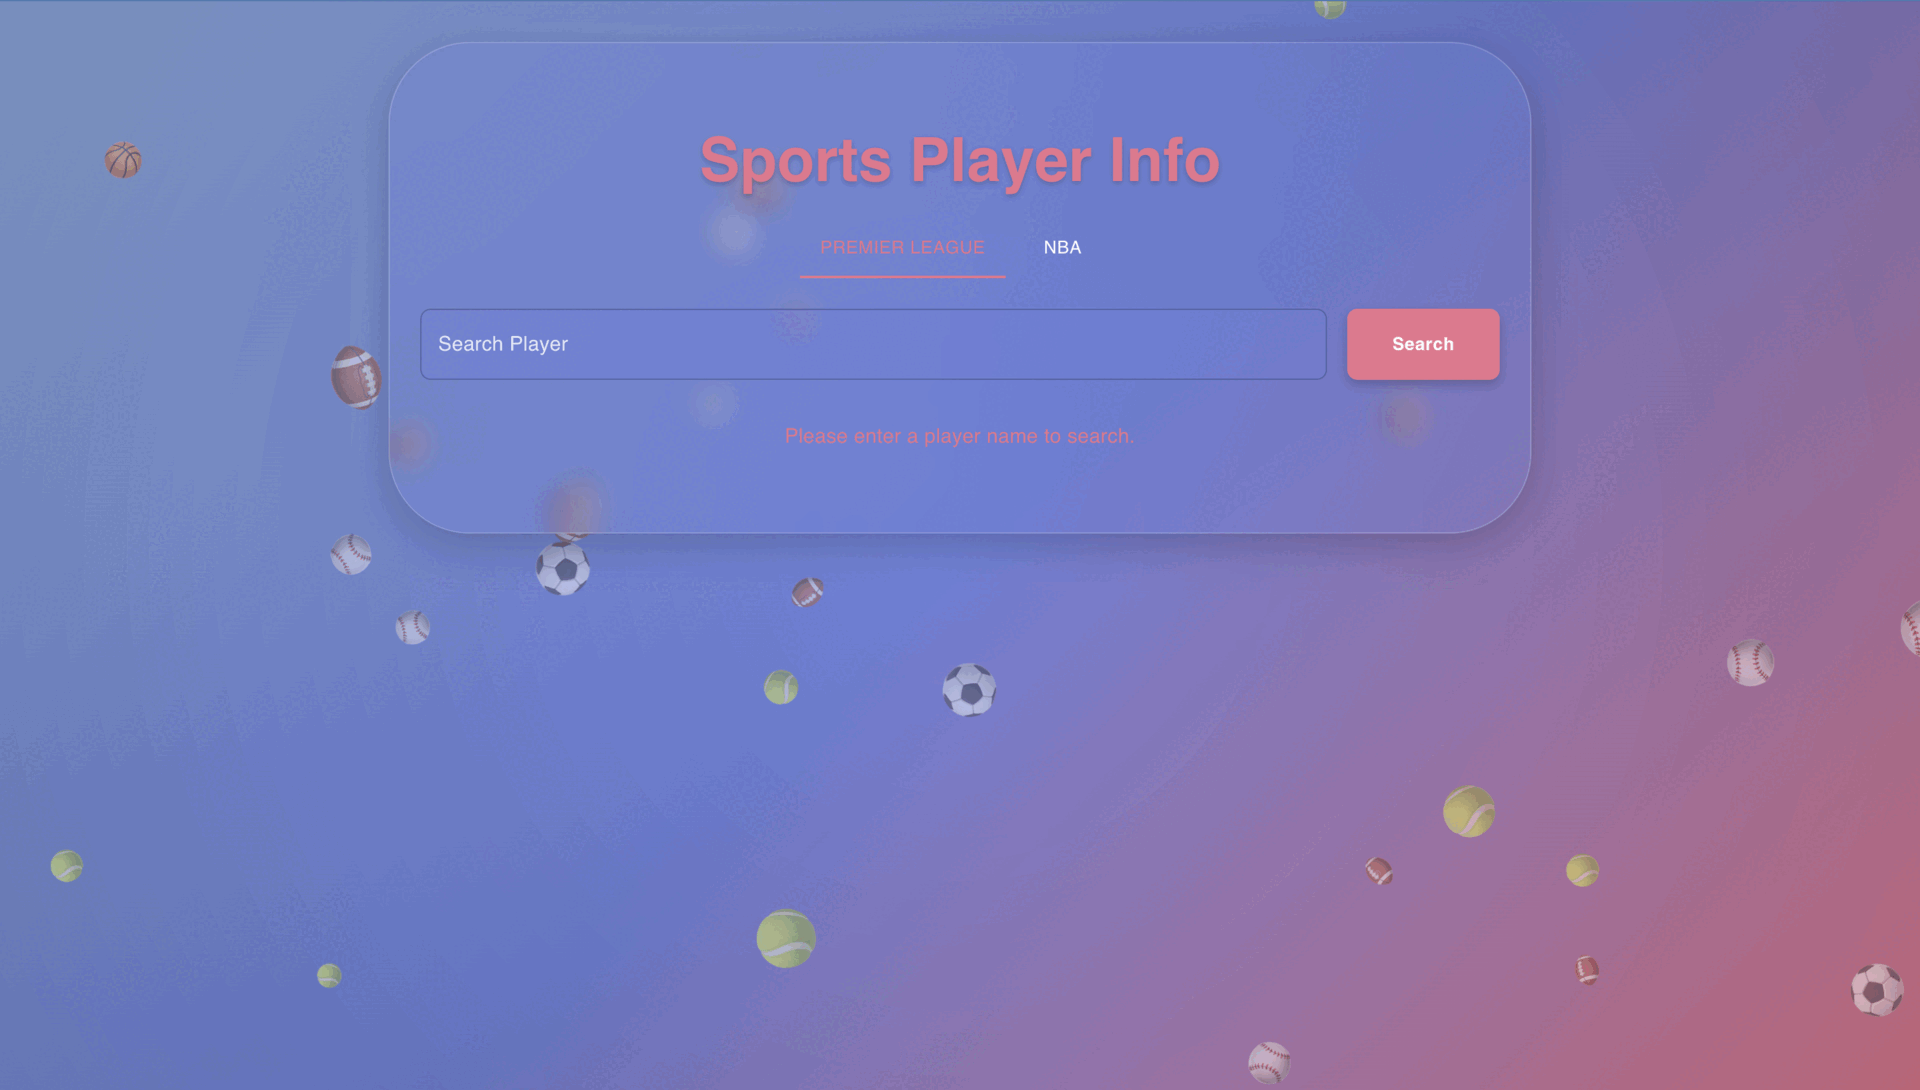 Sports Player Info
PREMIER LEAGUE NBA
Search Player Search
Please enter a player name to search.